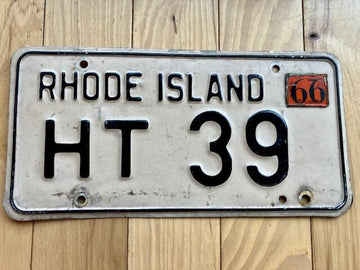 RHODE ISLAND 66
HT 39